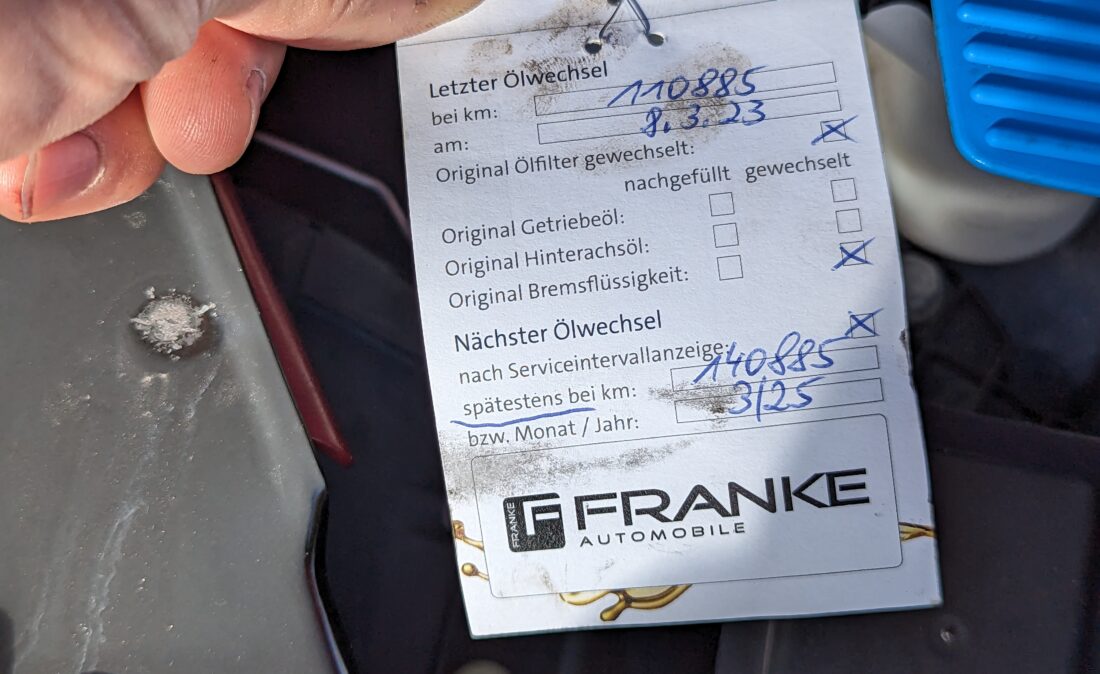 Letzter Ölwechsel
bei km: 110885
am: 8.3.23
Original Ölfilter gewechselt:
nachgefüllt gewechselt
Original Getriebeöl:
Original Hinterachsöl:
Original Bremsflüssigkeit:
Nächster Ölwechsel
nach Serviceintervallanzeige:
spätestens bei km: 140885
bzw. Monat / Jahr: 3/25
FRANKE
FRANKE
AUTOMOBILE